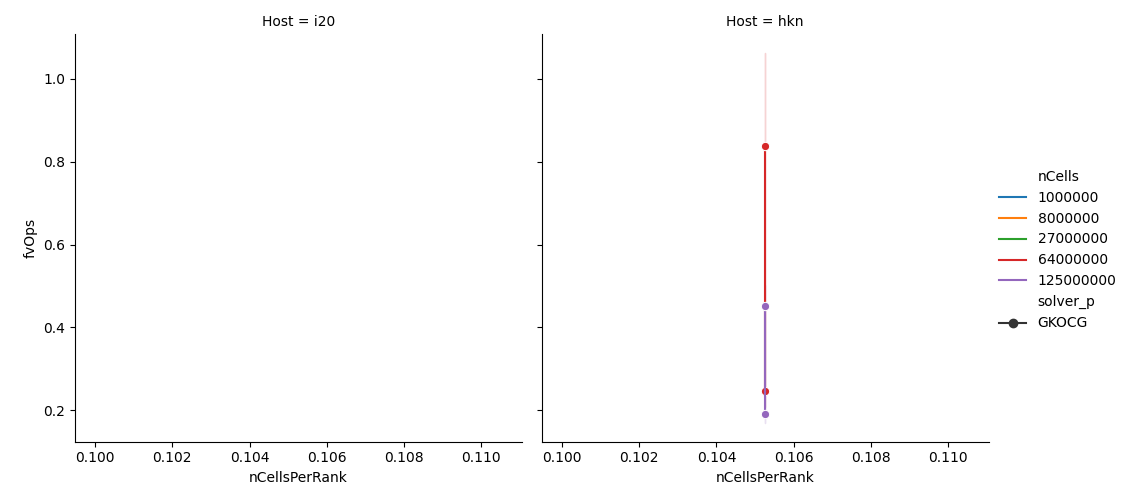 Host = i20
Host = hkn
1.0
0.8
0.6
0.4
0.2
fvOps
0.100 0.102 0.104 0.106 0.108 0.110
nCellsPerRank
0.100 0.102 0.104 0.106 0.108 0.110
nCellsPerRank
nCells
1000000
8000000
27000000
64000000
125000000
solver_p
GKOCG